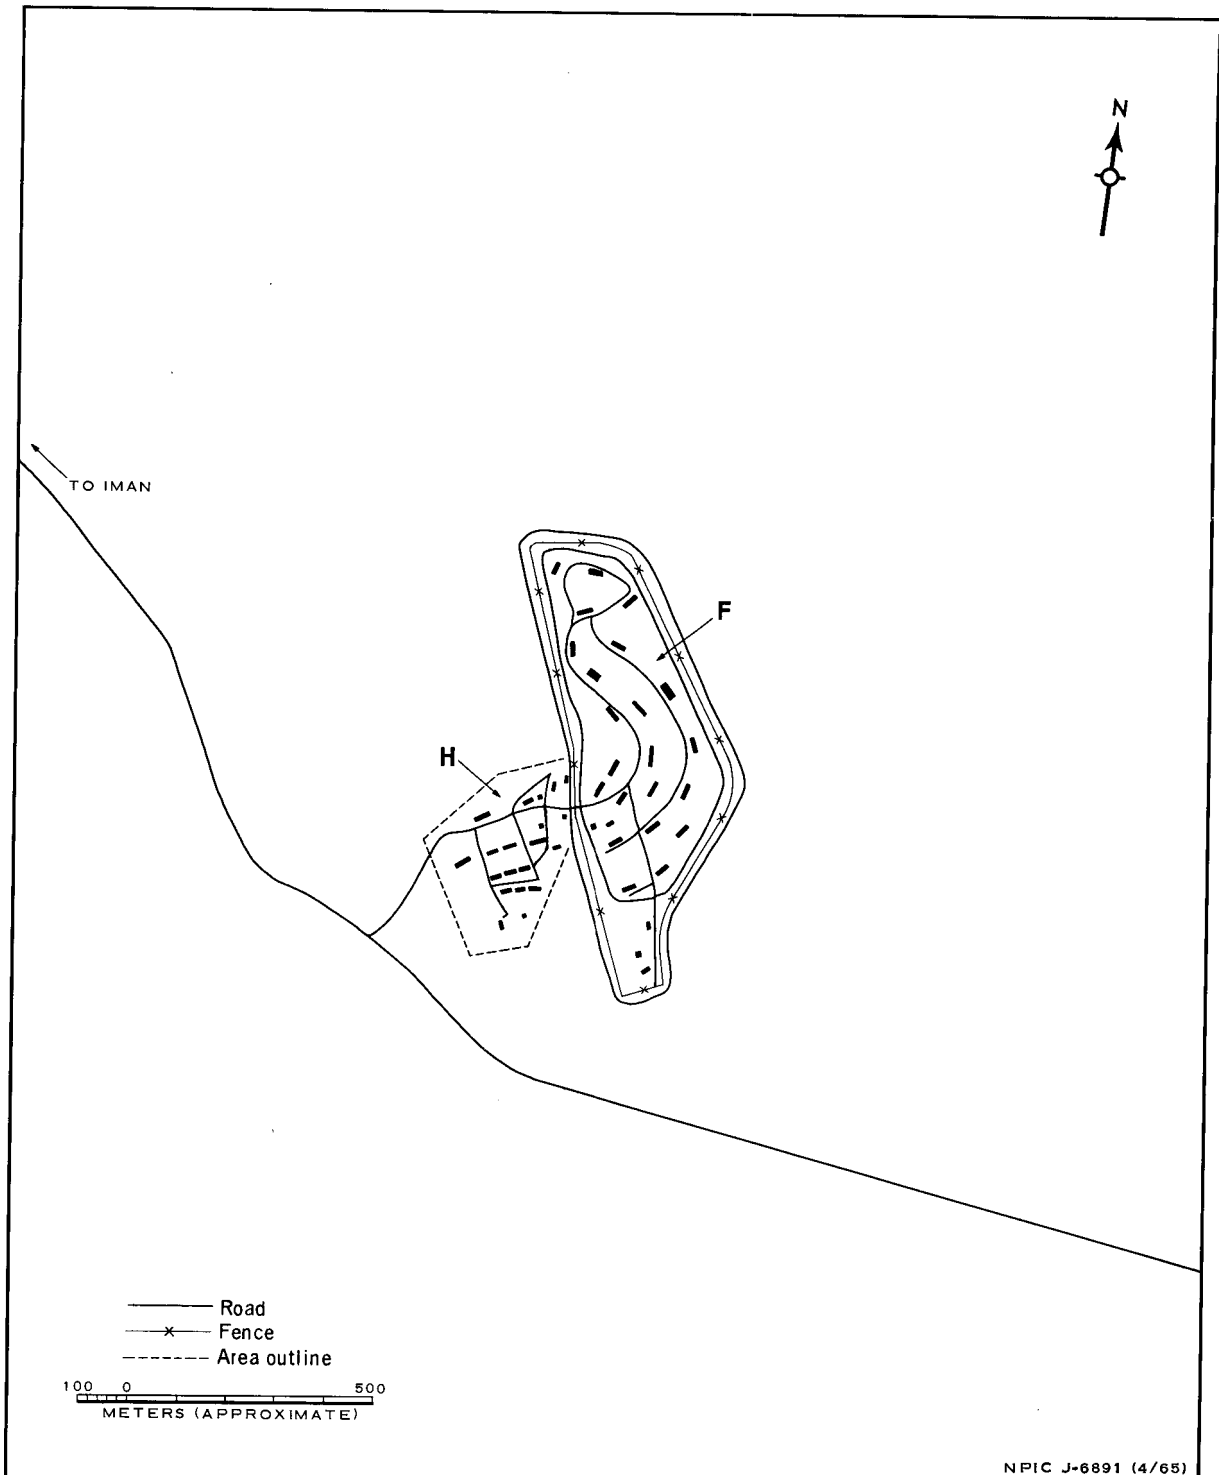 N
TO IMAN
F
H
Road
Fence
Area outline
100 0 500
METERS (APPROXIMATE)
NPIC J-6891 (4/65)